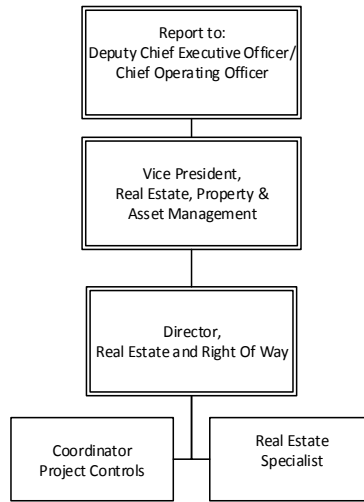 Report to:
Deputy Chief Executive Officer/
Chief Operating Officer
Vice President,
Real Estate, Property &
Asset Management
Director,
Real Estate and Right Of Way
Coordinator
Project Controls
Real Estate
Specialist